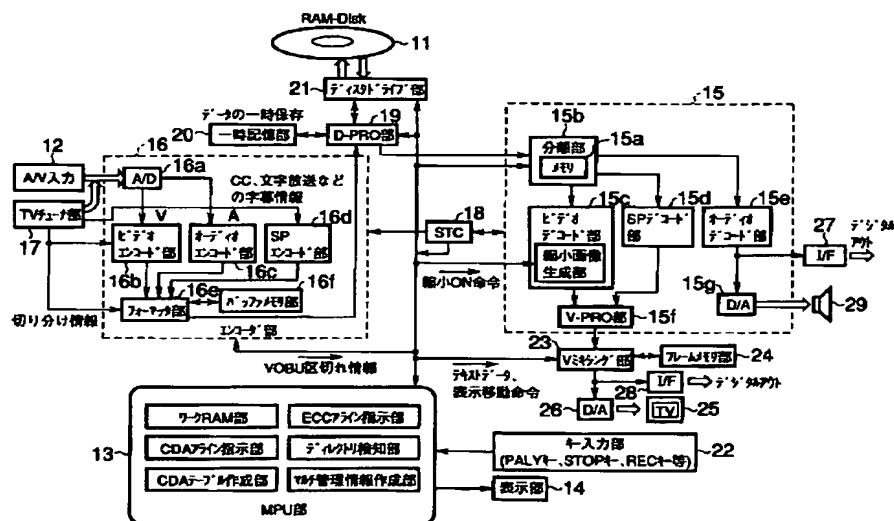 RAM-Disk
11
21
ディスクドライブ部
データの一時保存
19
20
一時記憶部
D-PRO部
15
15b
分離部
15a
メモリ
12
A/V入力
16
16a
A/D
CC、文字放送など
の字幕情報
TVチューナ部
17
V
A
16d
ビデオ
エンコード部
オーディオ
エンコード部
SP
エンコード部
16b
16c
16e
16f
フォーマッタ部
バッファメモリ部
切り分け情報
エンコーダ部
18
STC
縮小ON命令
15c
15d
15e
ビデオ
デコード部
SPデコード部
オーディオ
デコード部
縮小画像
生成部
27
デジタル
アウト
I/F
15g
D/A
29
V-PRO部
15f
VOBU区切れ情報
テキストデータ、
表示移動命令
23
Vミキシング部
フレームメモリ部
24
I/F
28
デジタルアウト
26
D/A
TV
25
13
ワークRAM部
ECCアライン指示部
CDAアライン指示部
ディレクトリ検知部
CDAテーブル作成部
マルチ管理情報作成部
MPU部
キー入力部
(PALYキー、STOPキー、RECキー等)
22
表示部
14